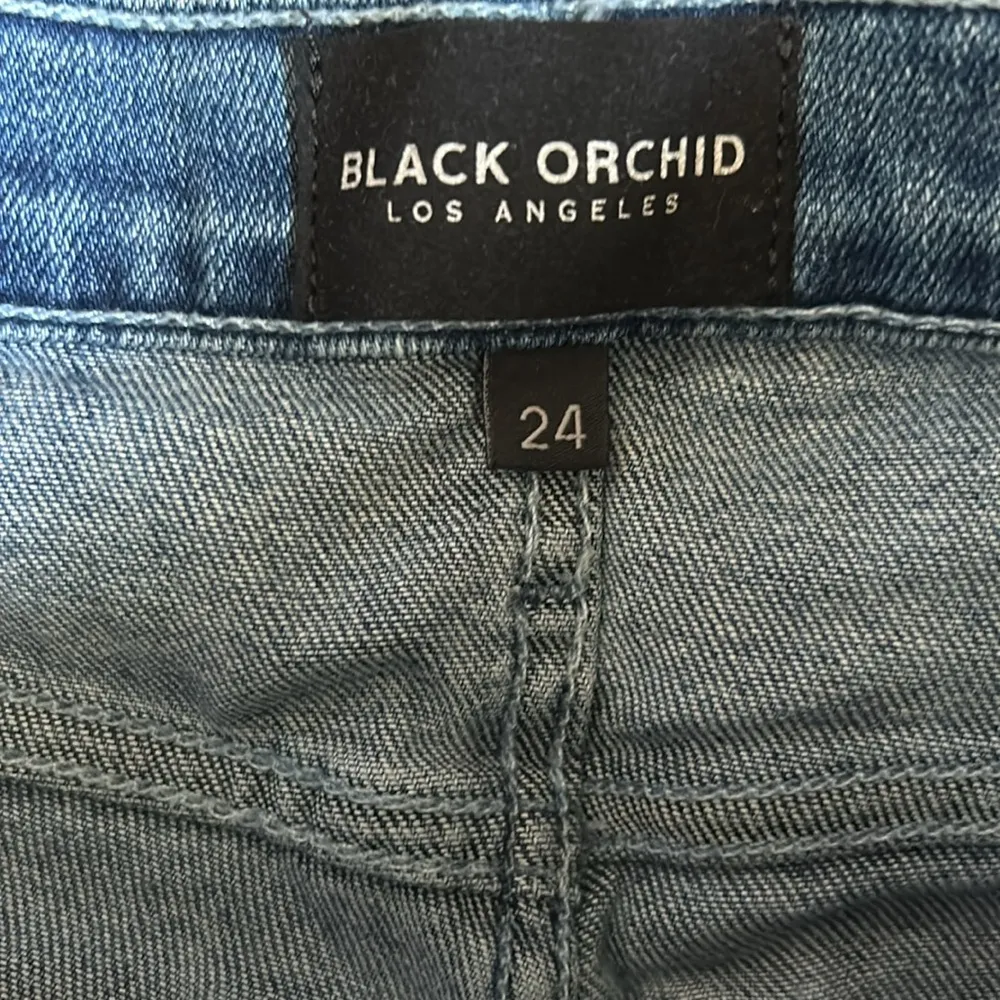 BLACK ORCHID
LOS ANGELES
24